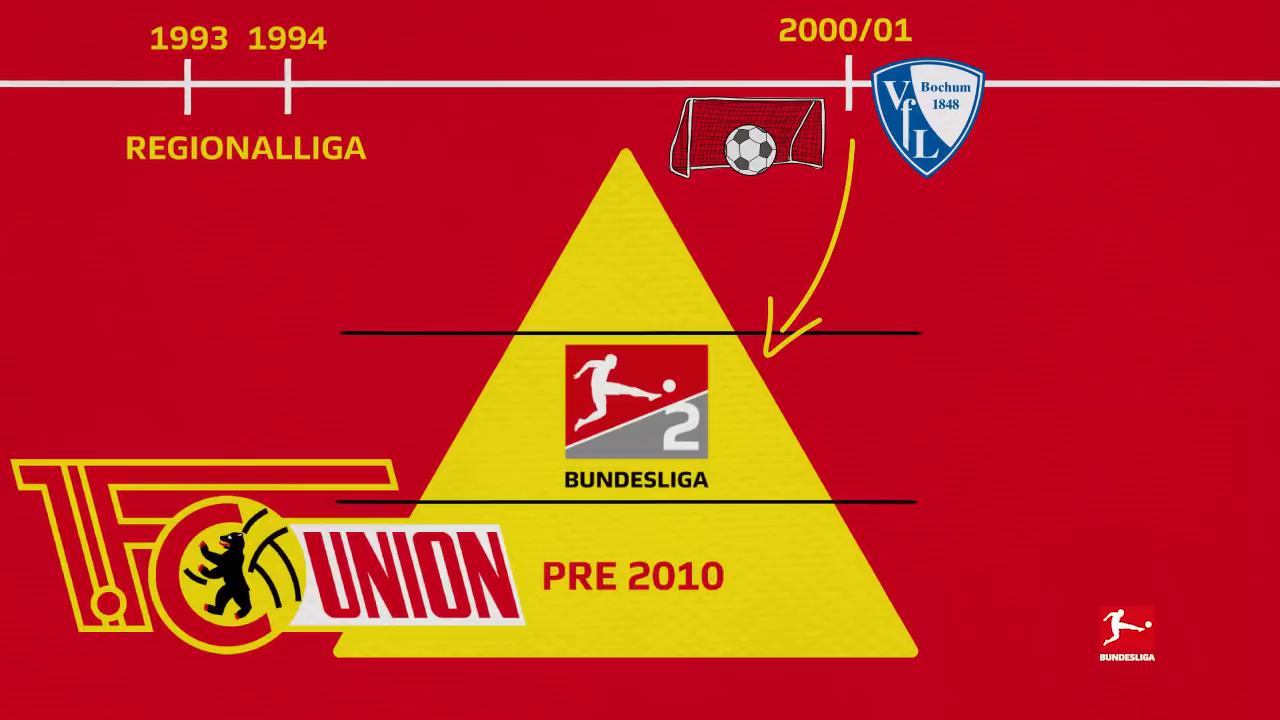 1993 1994
2000/01
REGIONALLIGA
VfL
Bochum
1848
2
BUNDESLIGA
1. FC
UNION
PRE 2010
BUNDESLIGA